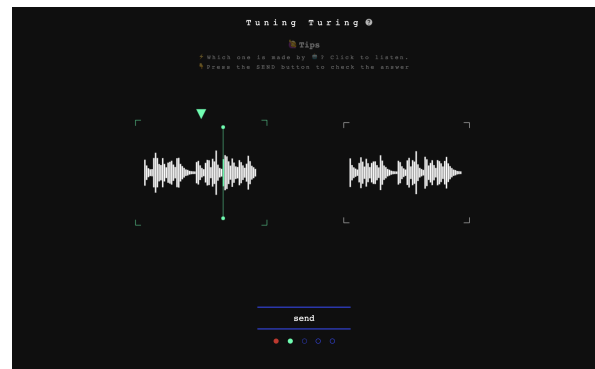 Tuning Turing ?
Tips
Which one is made by ? Click to listen.
Press the SEND button to check the answer
send